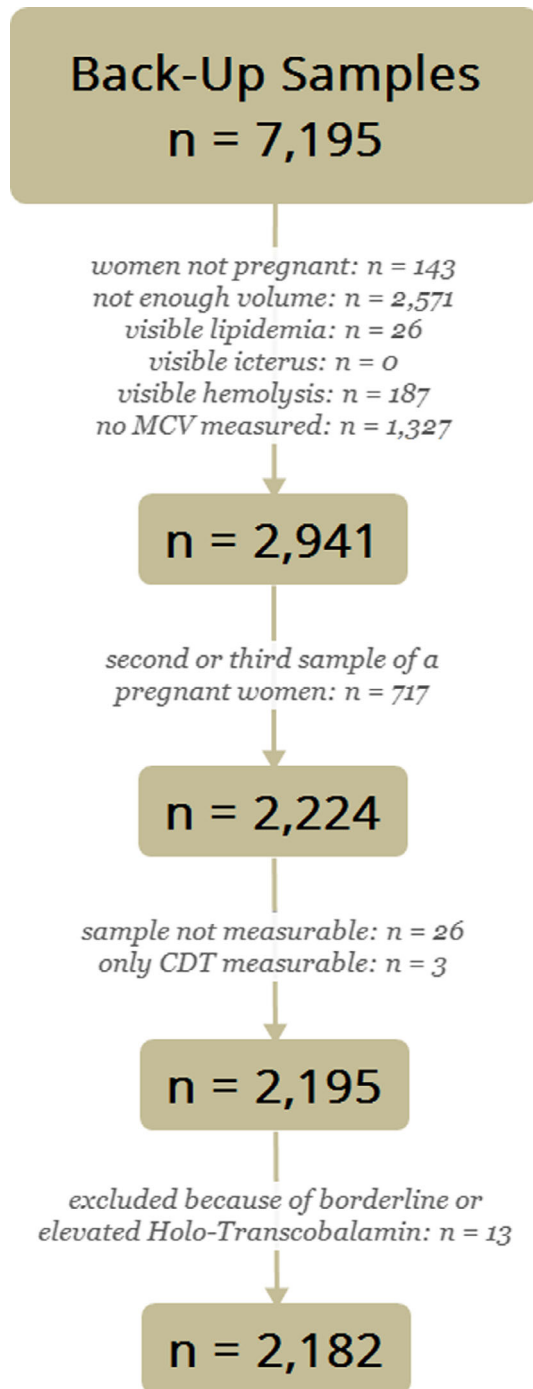 Back-Up Samples
n = 7,195
women not pregnant: n = 143
not enough volume: n = 2,571
visible lipidemia: n = 26
visible icterus: n = 0
visible hemolysis: n = 187
no MCV measured: n = 1,327
n = 2,941
second or third sample of a
pregnant women: n = 717
n = 2,224
sample not measurable: n = 26
only CDT measurable: n = 3
n = 2,195
excluded because of borderline or
elevated Holo-Transcobalamin: n = 13
n = 2,182